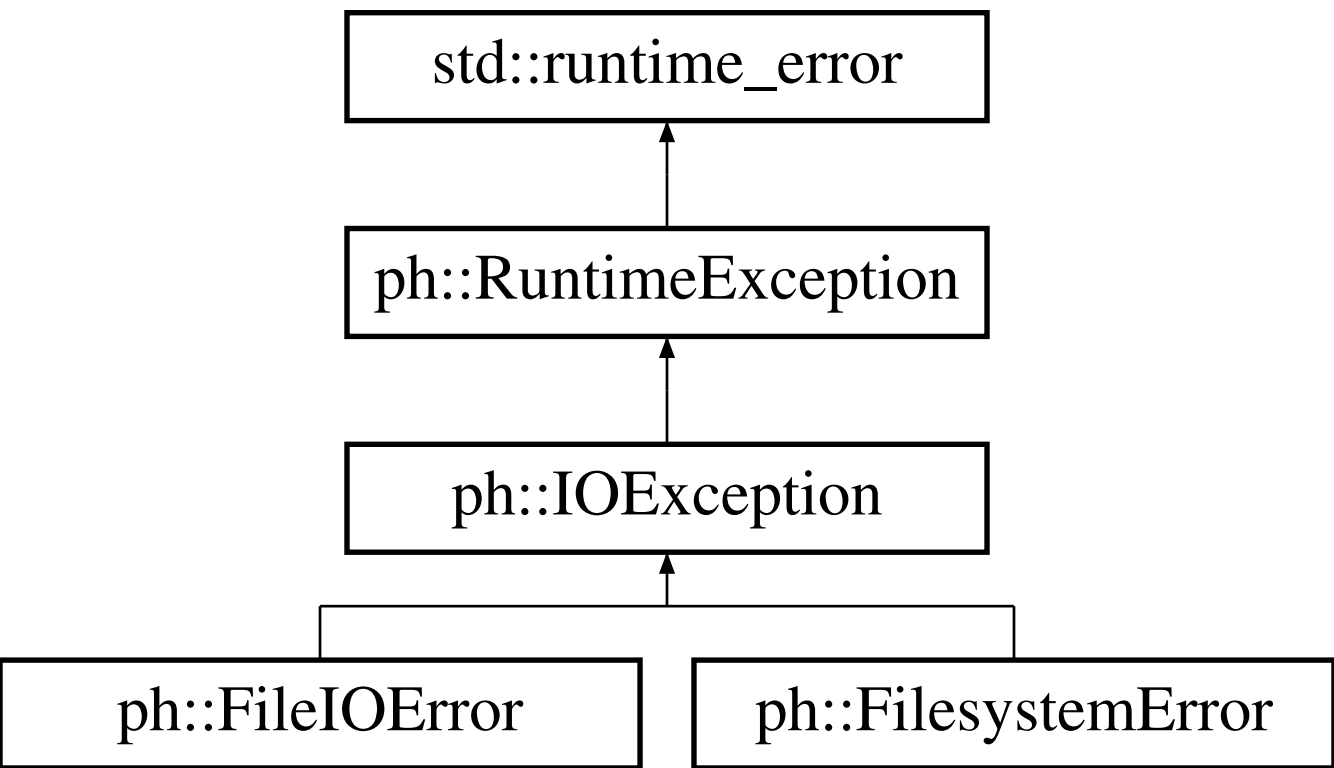 std::runtime_error
ph::RuntimeException
ph::IOException
ph::FileIOError
ph::FilesystemError